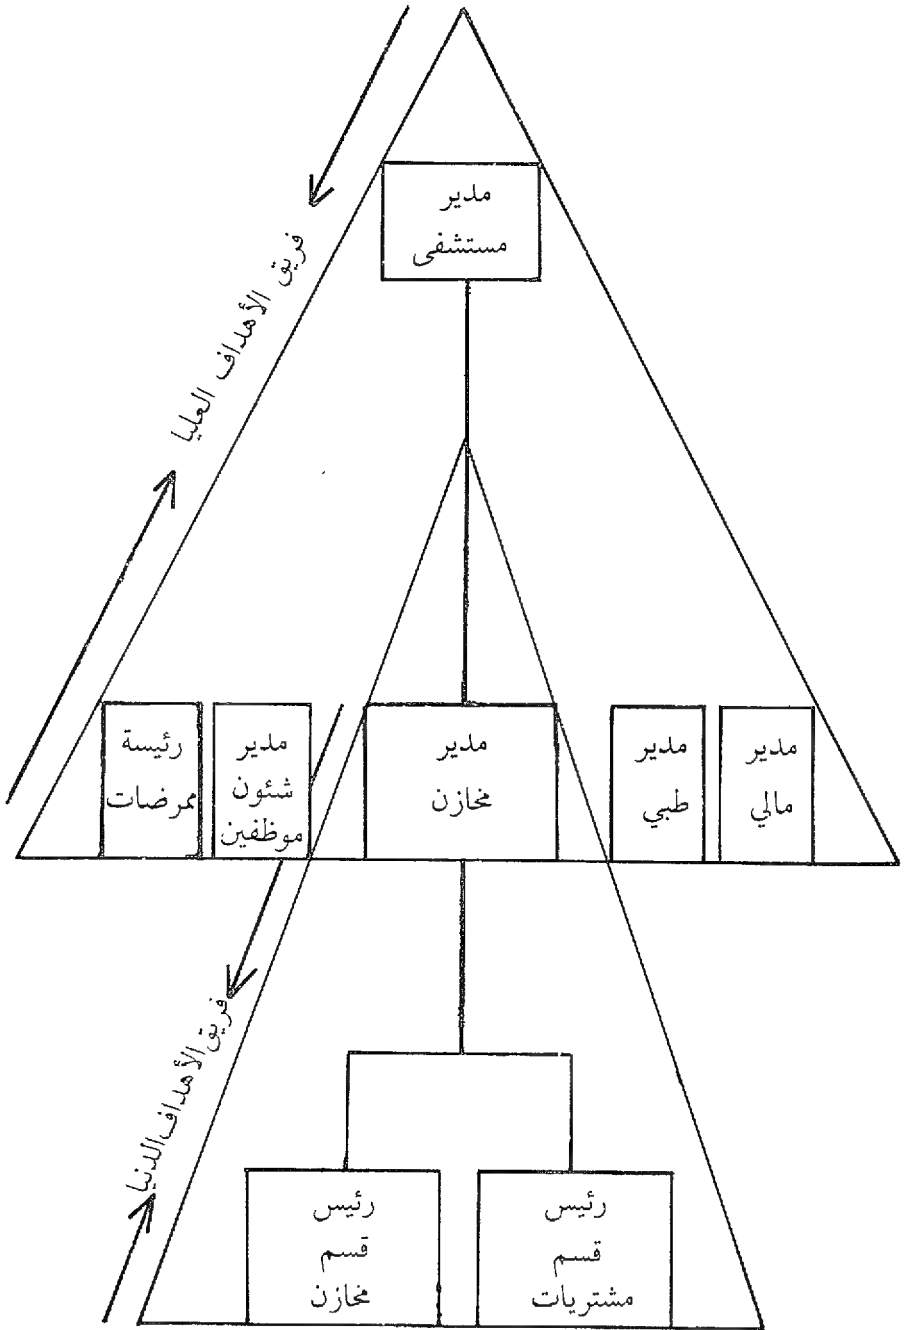 مدير
مستشفى
فريق الأهداف العليا
مدير
مالي
مدير
طبي
مدير
مخازن
مدير
شئون
موظفين
رئيسة
ممرضات
فريق الأهداف الدنيا
رئيس
قسم
مشتريات
رئيس
قسم
مخازن